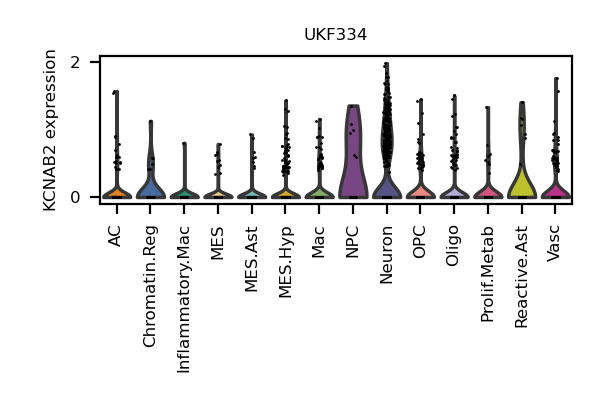 UKF334
KCNAB2 expression
2
0
AC
Chromatin.Reg
Inflammatory.Mac
MES
MES.Ast
MES.Hyp
Mac
NPC
Neuron
OPC
Oligo
Prolif.Metab
Reactive.Ast
Vasc